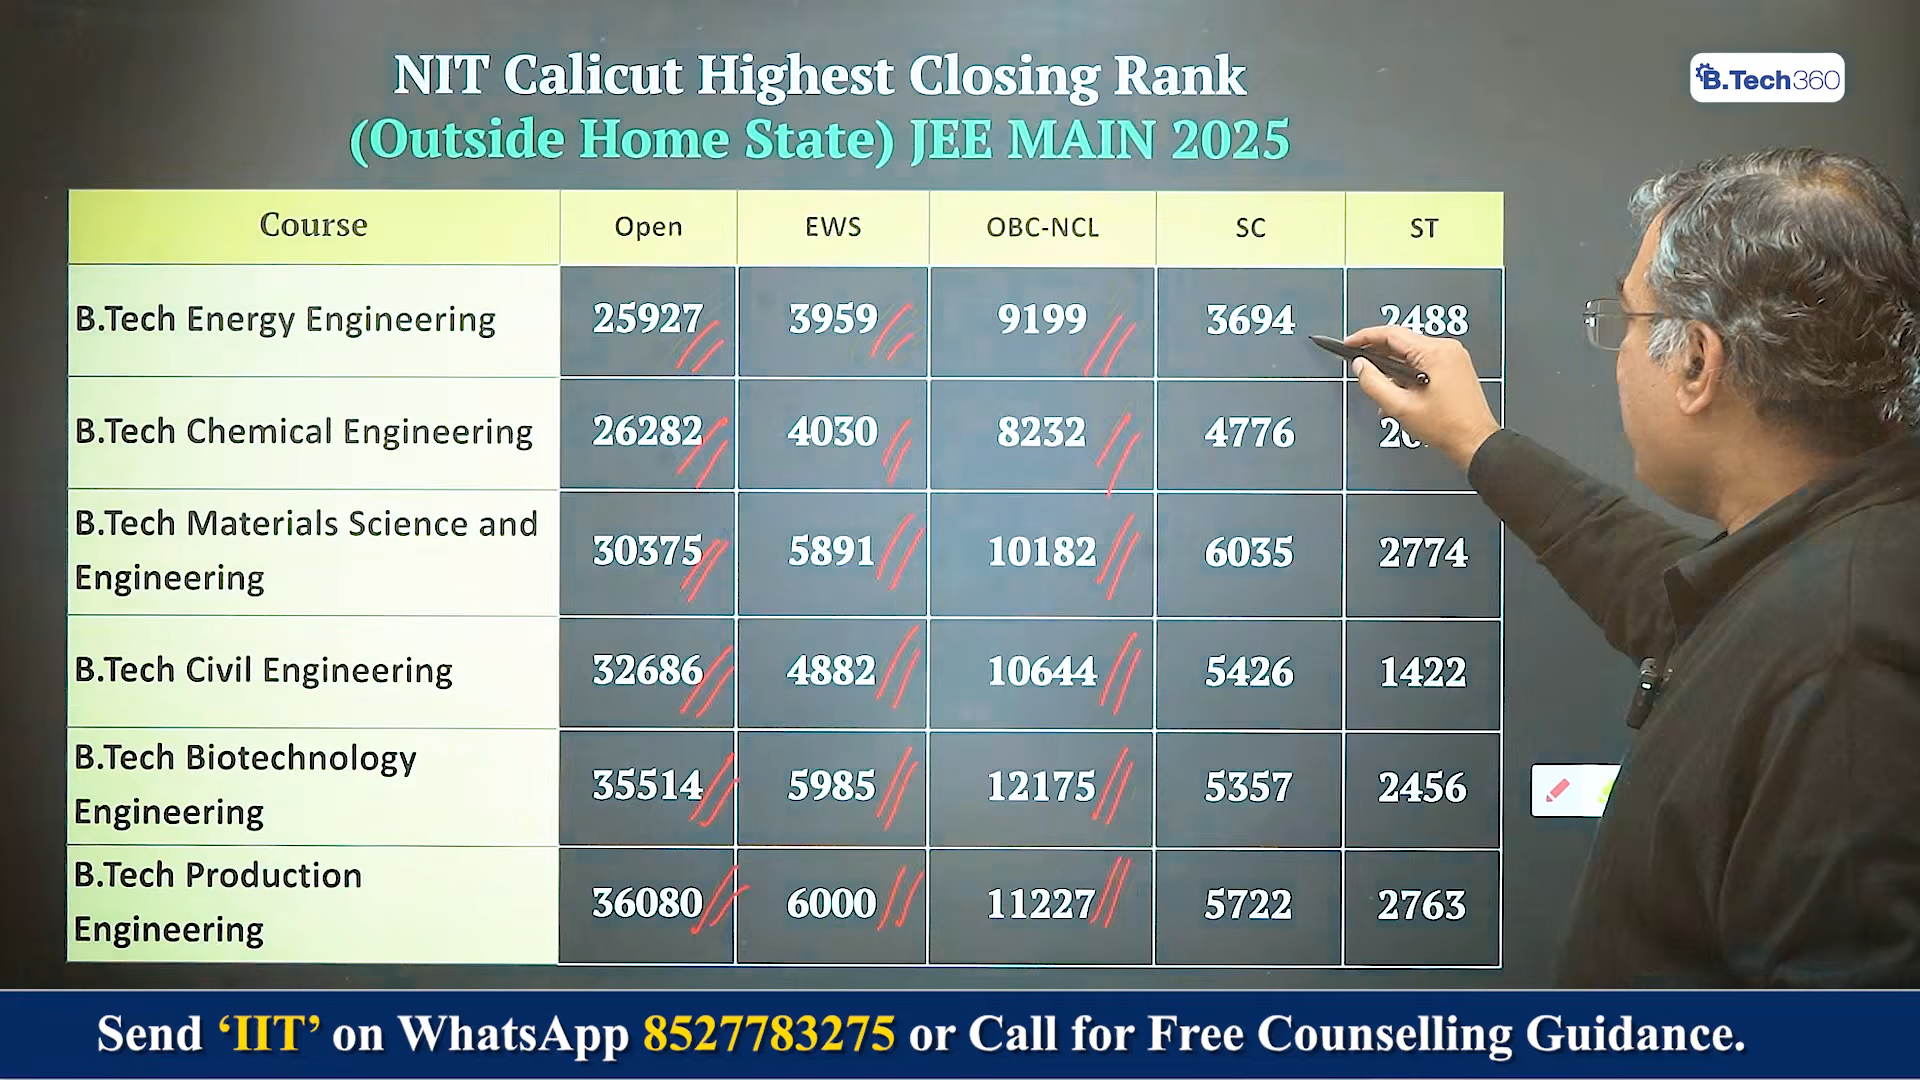 NIT Calicut Highest Closing Rank
(Outside Home State) JEE MAIN 2025
B.Tech360
Course Open EWS OBC-NCL SC ST
B.Tech Energy Engineering 25927 3959 9199 3694 2488
B.Tech Chemical Engineering 26282 4030 8232 4776
B.Tech Materials Science and
Engineering 30375 5891 10182 6035 2774
B.Tech Civil Engineering 32686 4882 10644 5426 1422
B.Tech Biotechnology
Engineering 35514 5985 12175 5357 2456
B.Tech Production
Engineering 36080 6000 11227 5722 2763
Send ‘IIT’ on WhatsApp 8527783275 or Call for Free Counselling Guidance.